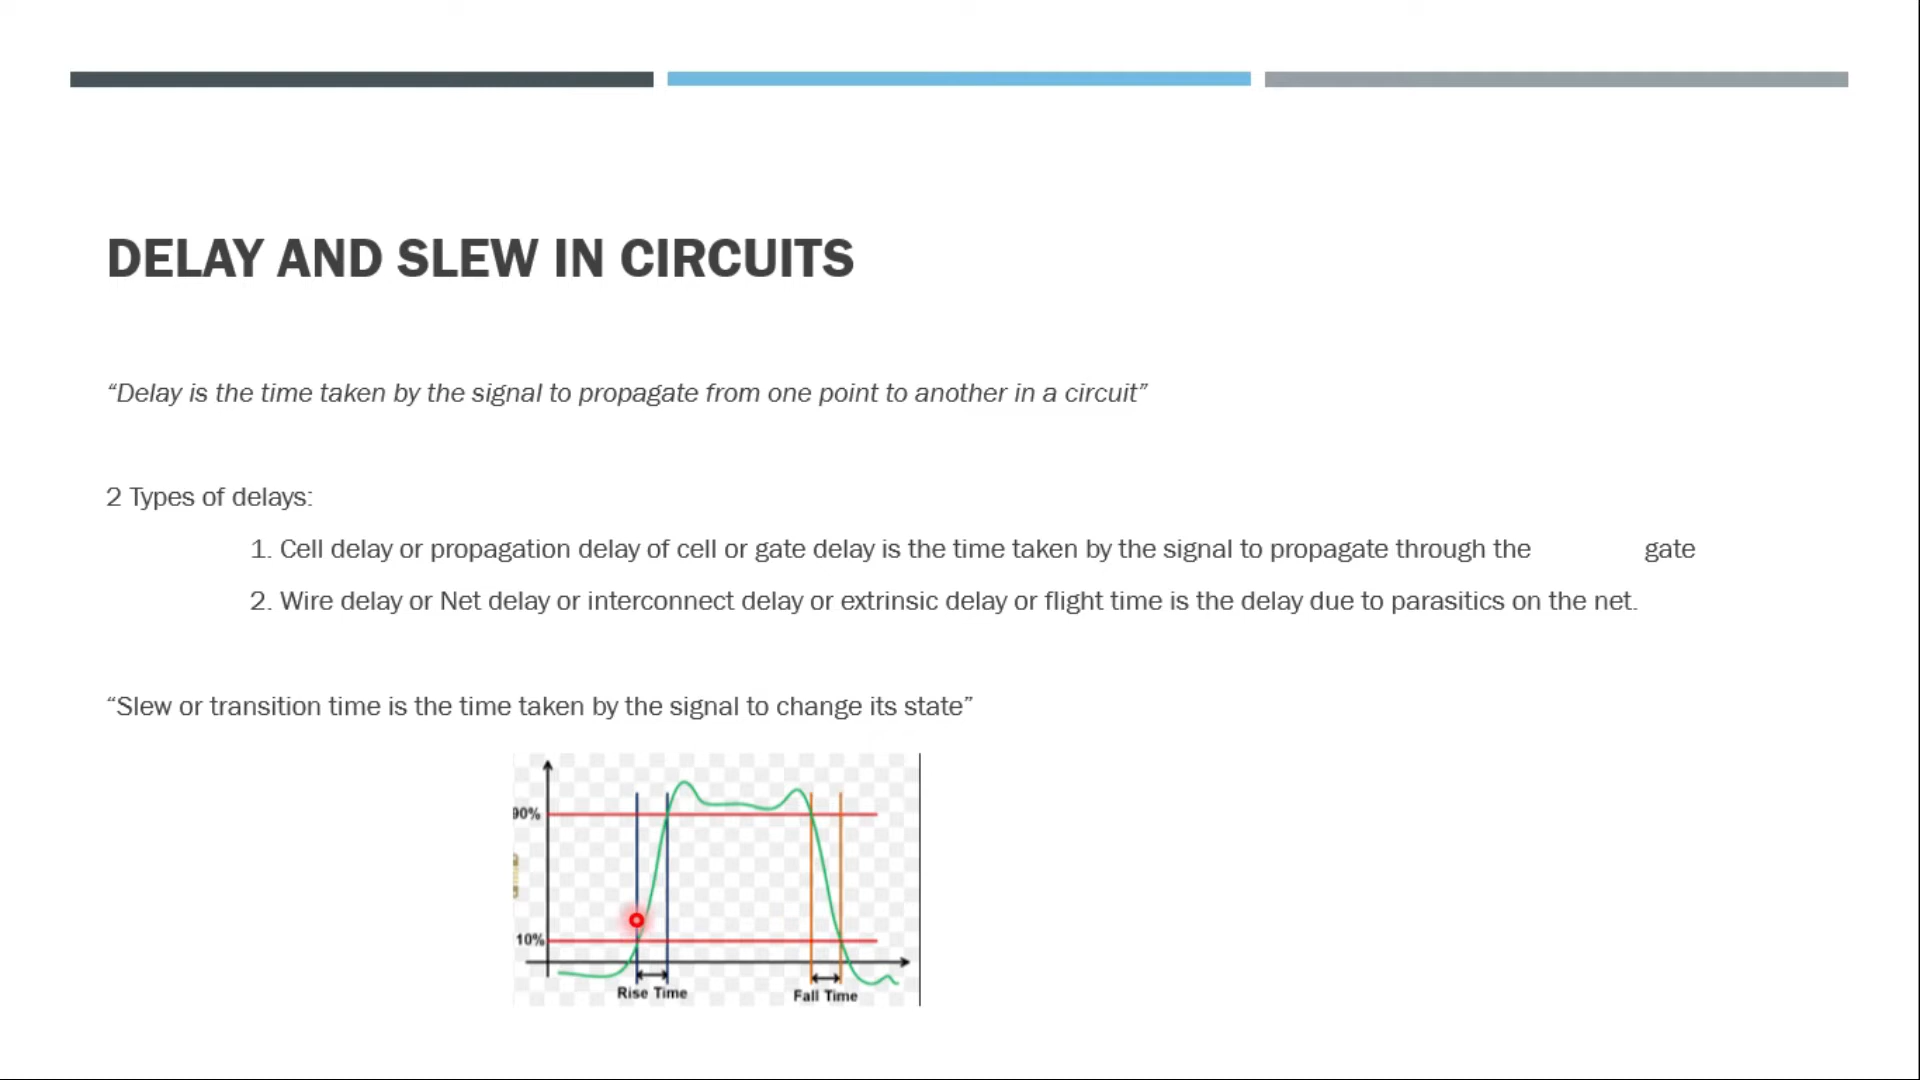 DELAY AND SLEW IN CIRCUITS
“Delay is the time taken by the signal to propagate from one point to another in a circuit”
2 Types of delays:
1. Cell delay or propagation delay of cell or gate delay is the time taken by the signal to propagate through the gate
2. Wire delay or Net delay or interconnect delay or extrinsic delay or flight time is the delay due to parasitics on the net.
“Slew or transition time is the time taken by the signal to change its state”
90%
10%
Rise Time
Fall Time